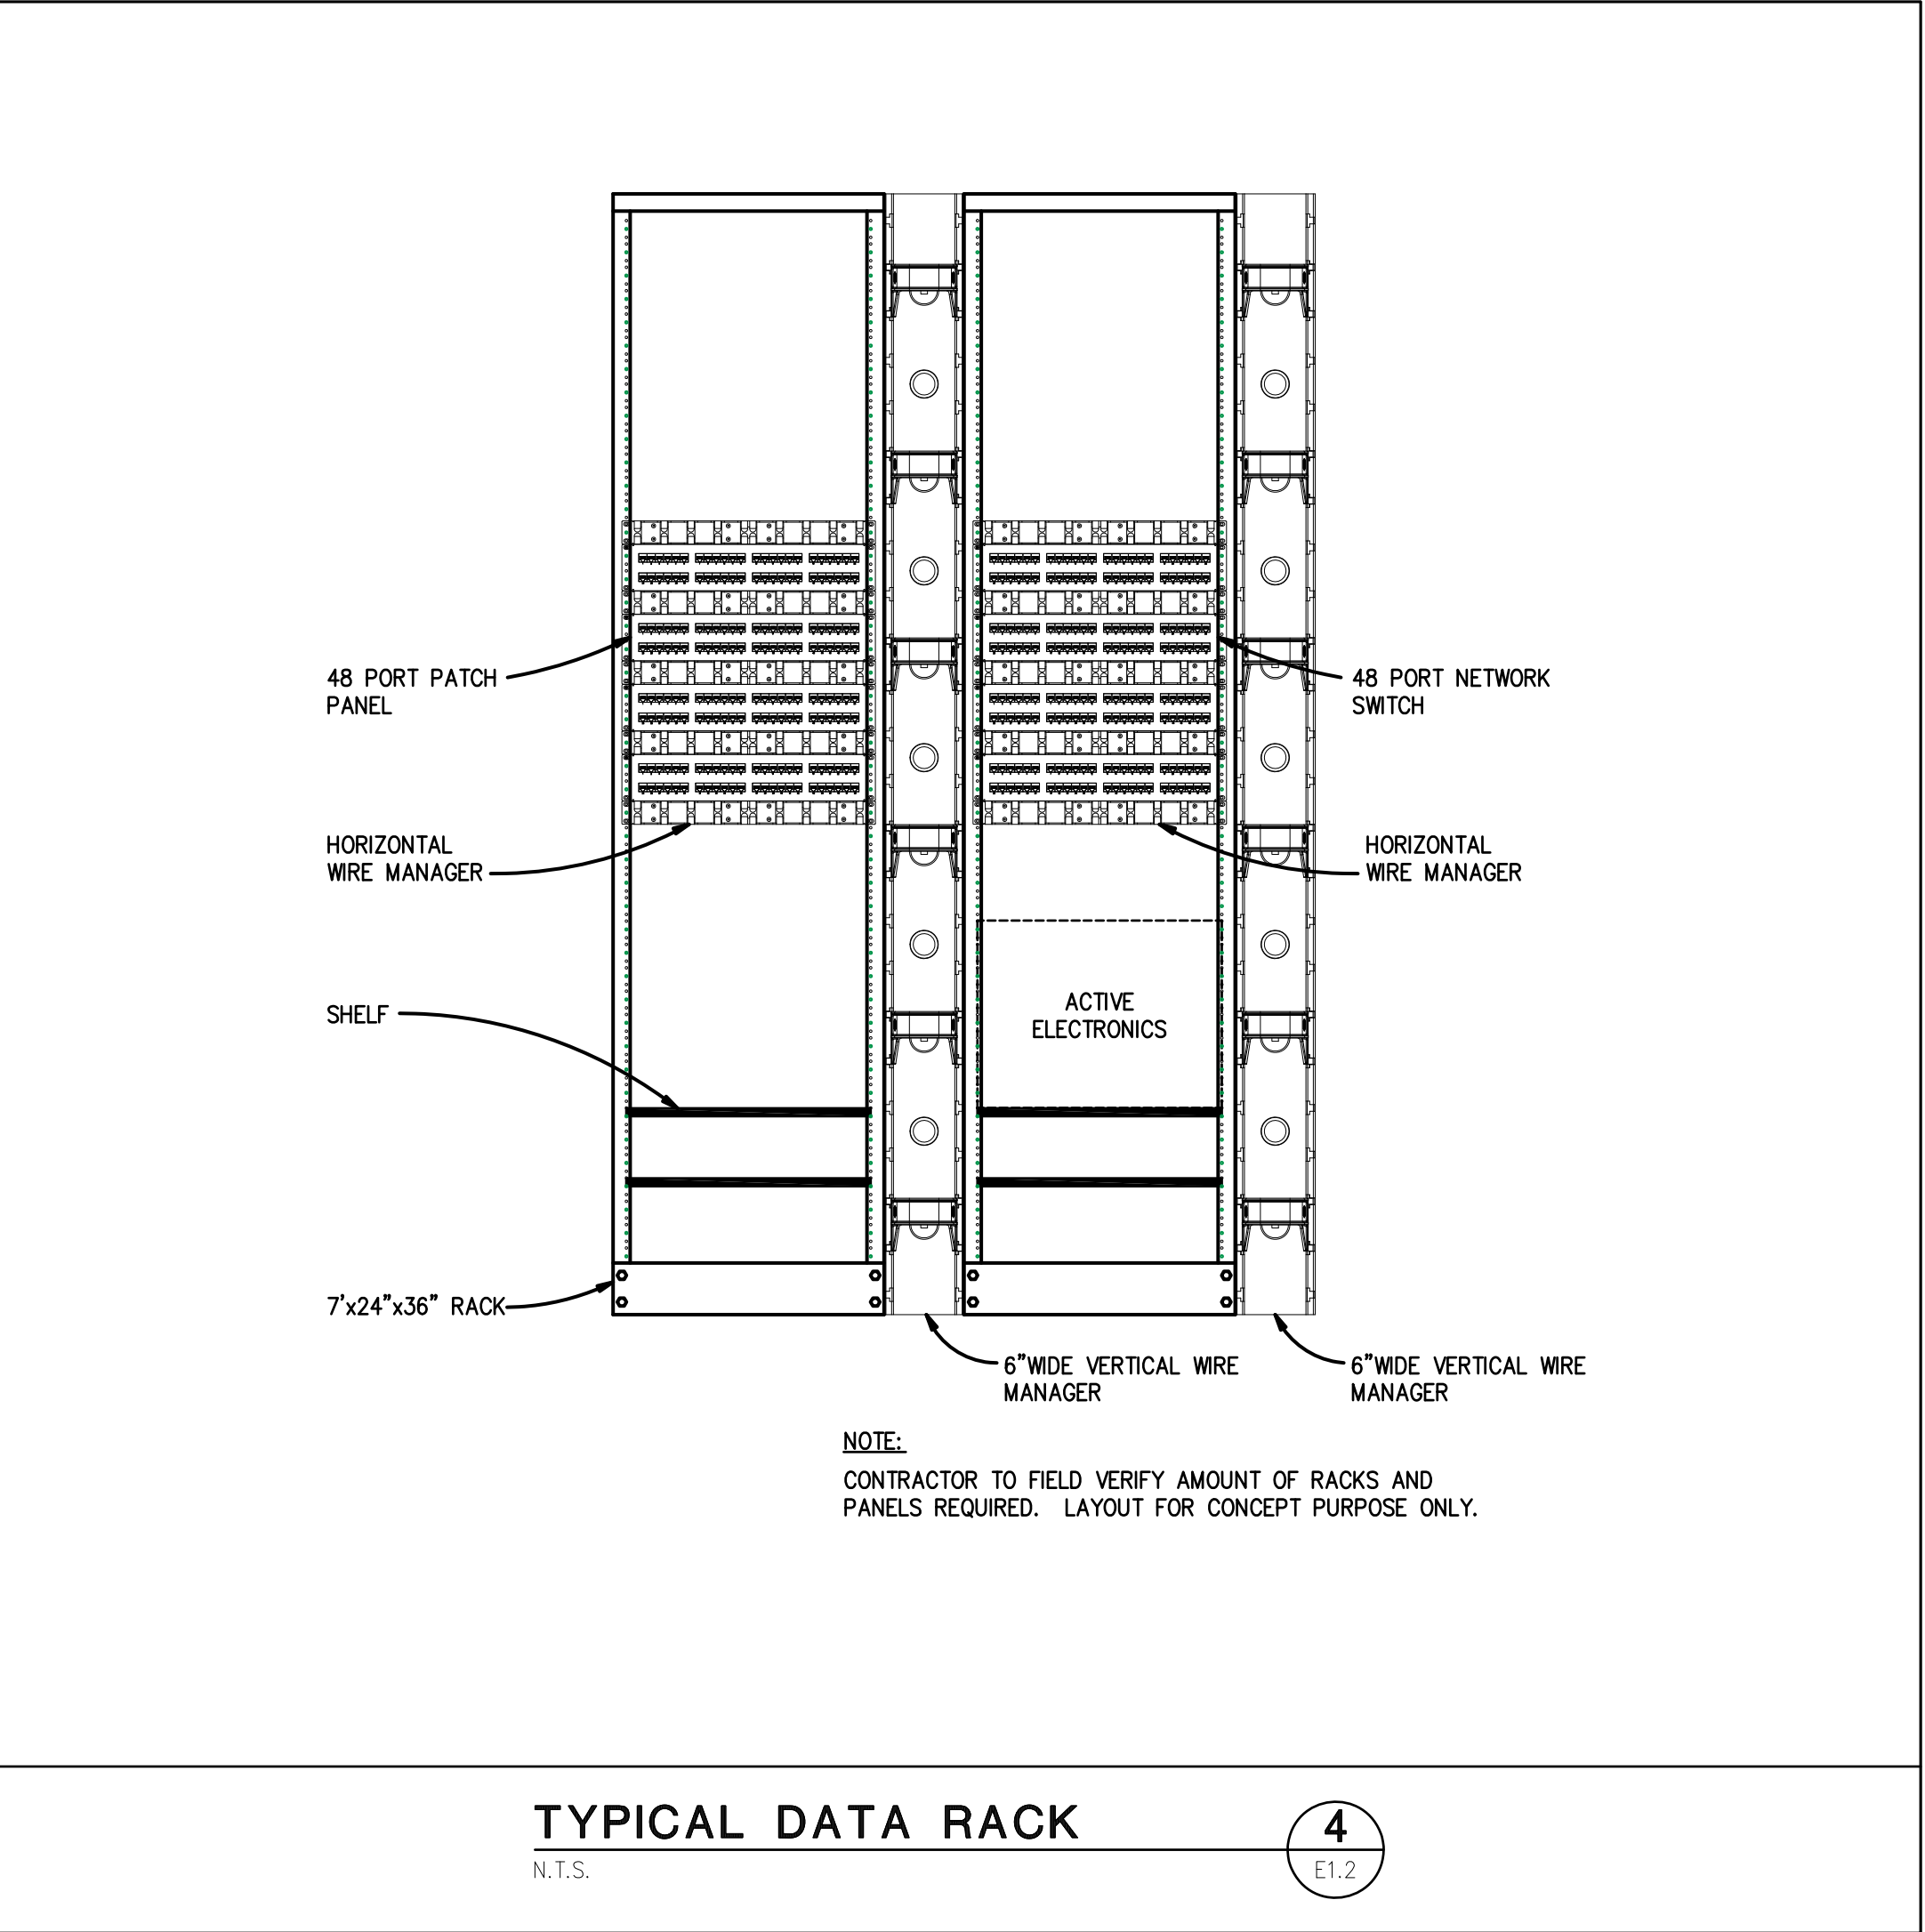 48 PORT PATCH
PANEL
48 PORT NETWORK
SWITCH
HORIZONTAL
WIRE MANAGER
HORIZONTAL
WIRE MANAGER
SHELF
ACTIVE
ELECTRONICS
7'x24"x36" RACK
6"WIDE VERTICAL WIRE
MANAGER
6"WIDE VERTICAL WIRE
MANAGER
NOTE:
CONTRACTOR TO FIELD VERIFY AMOUNT OF RACKS AND
PANELS REQUIRED. LAYOUT FOR CONCEPT PURPOSE ONLY.
TYPICAL DATA RACK
N.T.S.
4
E1.2